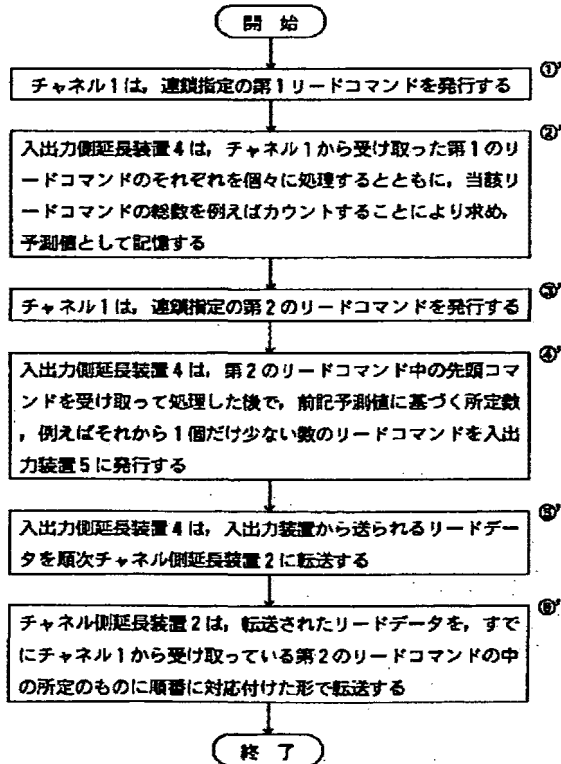 開 始
①'
チャネル1は，連鎖指定の第1リードコマンドを発行する
②'
入出力側延長装置4は，チャネル1から受け取った第1のリ
ードコマンドのそれぞれを個々に処理するとともに，当該リ
ードコマンドの総数を例えばカウントすることにより求め，
予測値として記憶する
③'
チャネル1は，連鎖指定の第2のリードコマンドを発行する
④'
入出力側延長装置4は，第2のリードコマンド中の先頭コマ
ンドを受け取って処理した後で，前記予測値に基づく所定数
，例えばそれから1個だけ少ない数のリードコマンドを入出
力装置5に発行する
⑤'
入出力側延長装置4は，入出力装置から送られるリードデー
タを順次チャネル側延長装置2に転送する
⑥'
チャネル側延長装置2は，転送されたリードデータを，すで
にチャネル1から受け取っている第2のリードコマンドの中
の所定のものに順番に対応付けた形で転送する
終 了